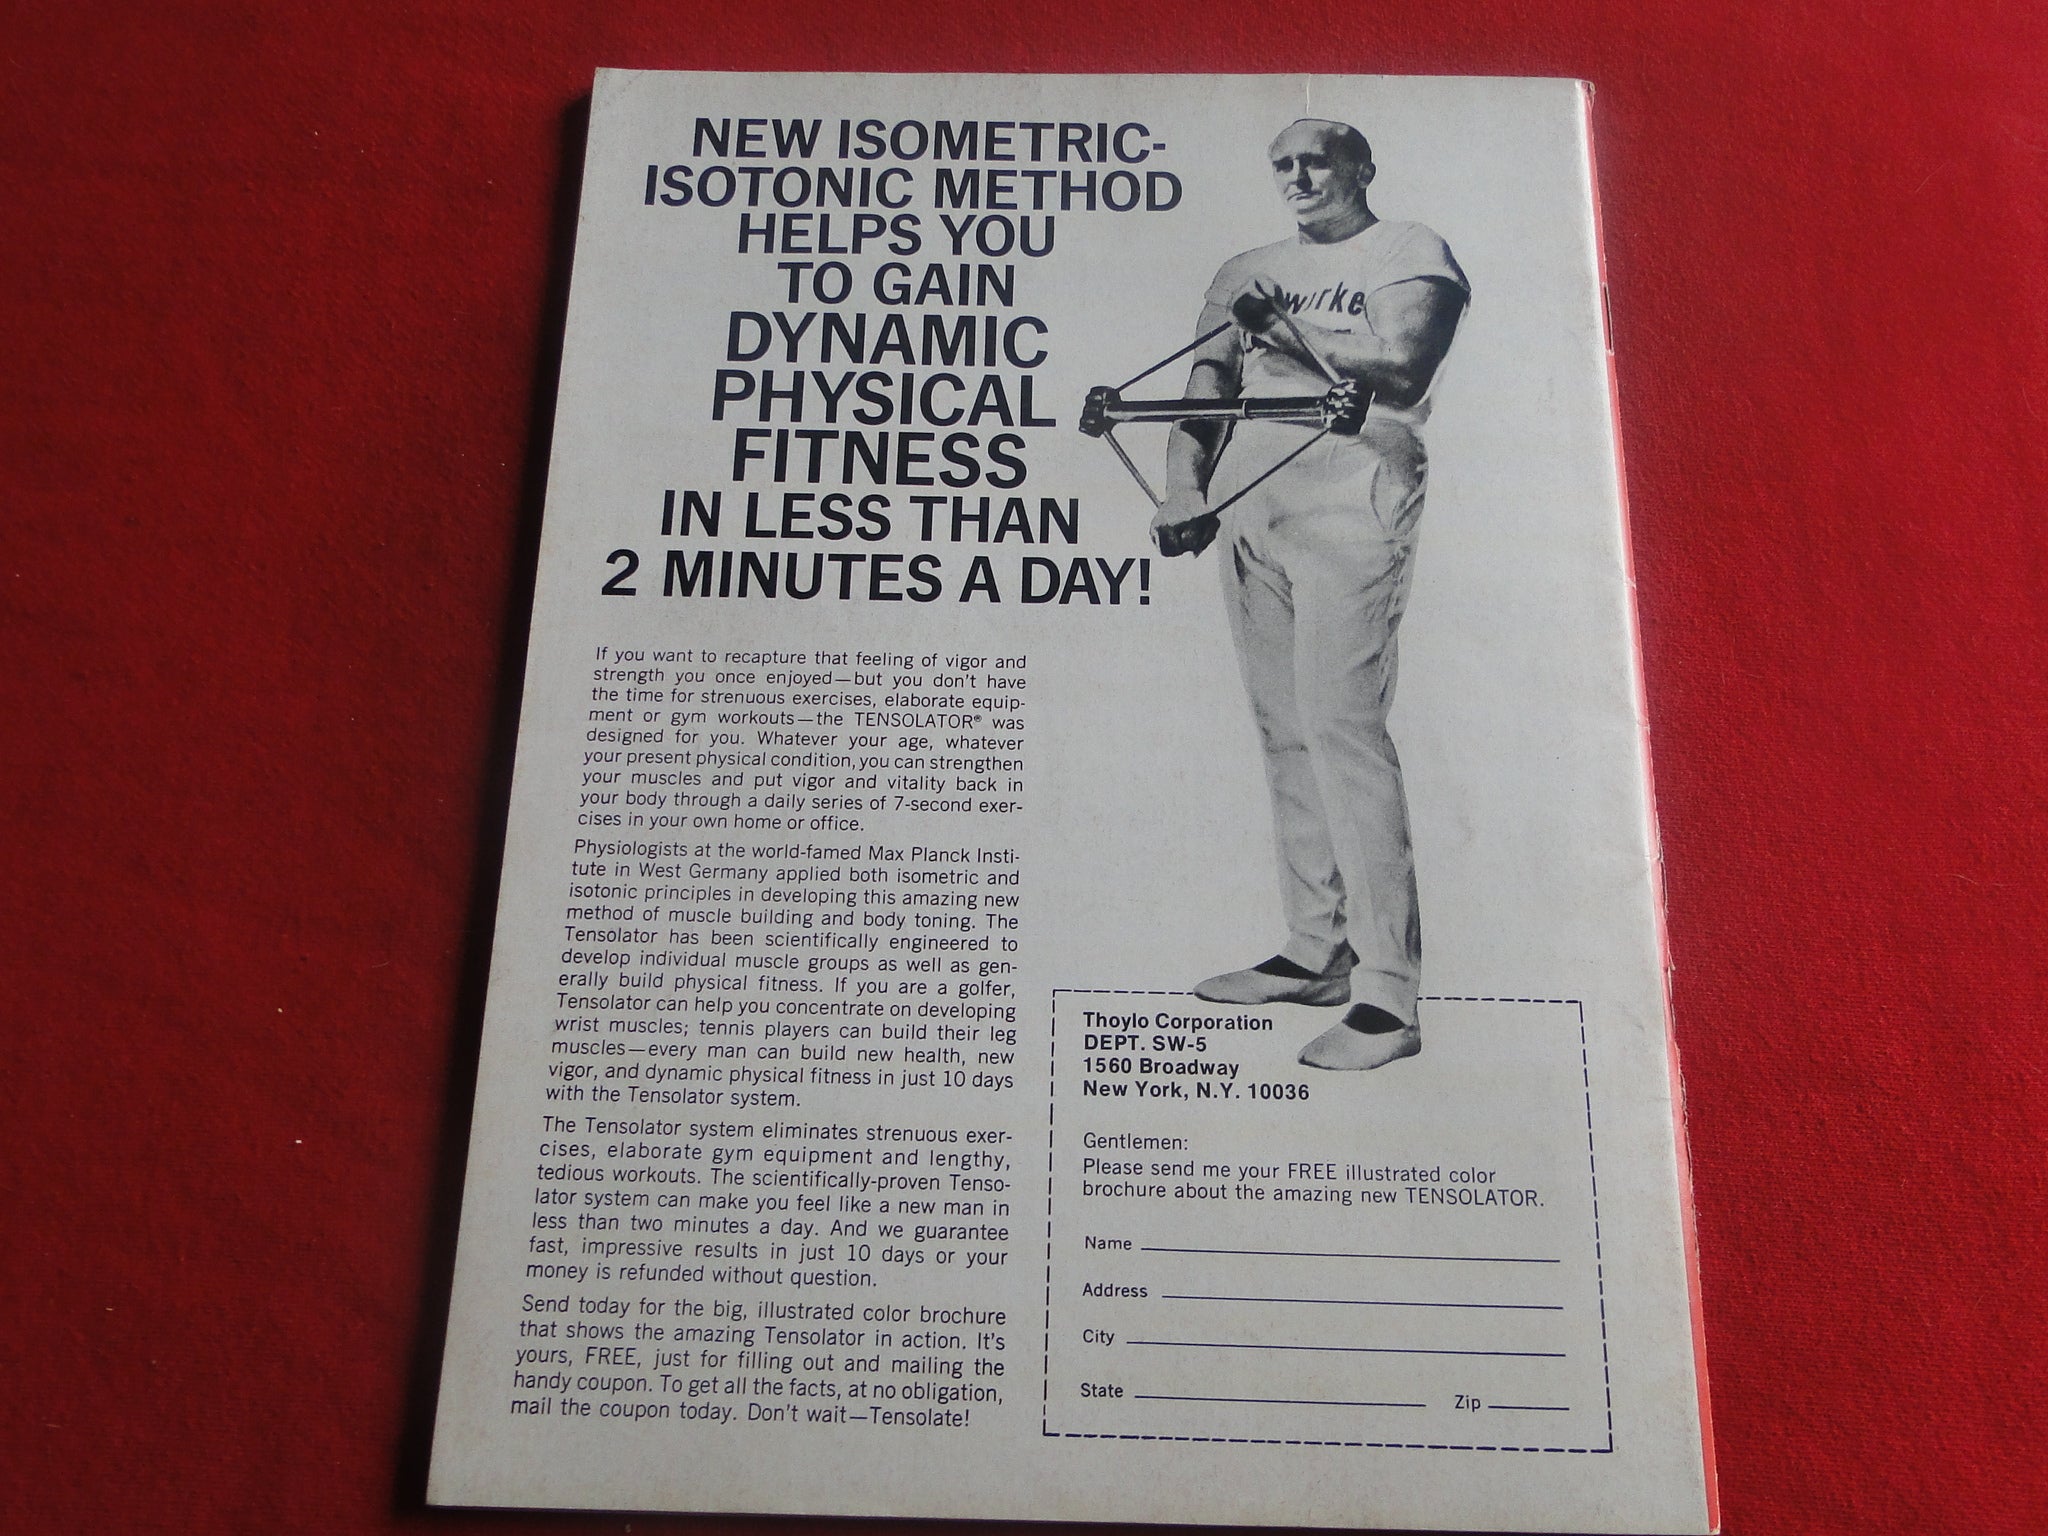 NEW ISOMETRIC-
ISOTONIC METHOD
HELPS YOU
TO GAIN
DYNAMIC
PHYSICAL
FITNESS
IN LESS THAN
2 MINUTES A DAY!
If you want to recapture that feeling of vigor and
strength you once enjoyed—but you don't have
the time for strenuous exercises, elaborate equip-
ment or gym workouts—the TENSOLATOR® was
designed for you. Whatever your age, whatever
your present physical condition, you can strengthen
your muscles and put vigor and vitality back in
your body through a daily series of 7-second exer-
cises in your own home or office.
Physiologists at the world-famed Max Planck Insti-
tute in West Germany applied both isometric and
isotonic principles in developing this amazing new
method of muscle building and body toning. The
Tensolator has been scientifically engineered to
develop individual muscle groups as well as gen-
erally build physical fitness. If you are a golfer,
Tensolator can help you concentrate on developing
wrist muscles; tennis players can build their leg
muscles—every man can build new health, new
vigor, and dynamic physical fitness in just 10 days
with the Tensolator system.
The Tensolator system eliminates strenuous exer-
cises, elaborate gym equipment and lengthy,
tedious workouts. The scientifically-proven Tenso-
lator system can make you feel like a new man in
less than two minutes a day. And we guarantee
fast, impressive results in just 10 days or your
money is refunded without question.
Send today for the big, illustrated color brochure
that shows the amazing Tensolator in action. It's
yours, FREE, just for filling out and mailing the
handy coupon. To get all the facts, at no obligation,
mail the coupon today. Don't wait—Tensolate!
Thoylo Corporation
DEPT. SW-5
1560 Broadway
New York, N.Y. 10036
Gentlemen:
Please send me your FREE illustrated color
brochure about the amazing new TENSOLATOR.
Name
Address
City
State Zip